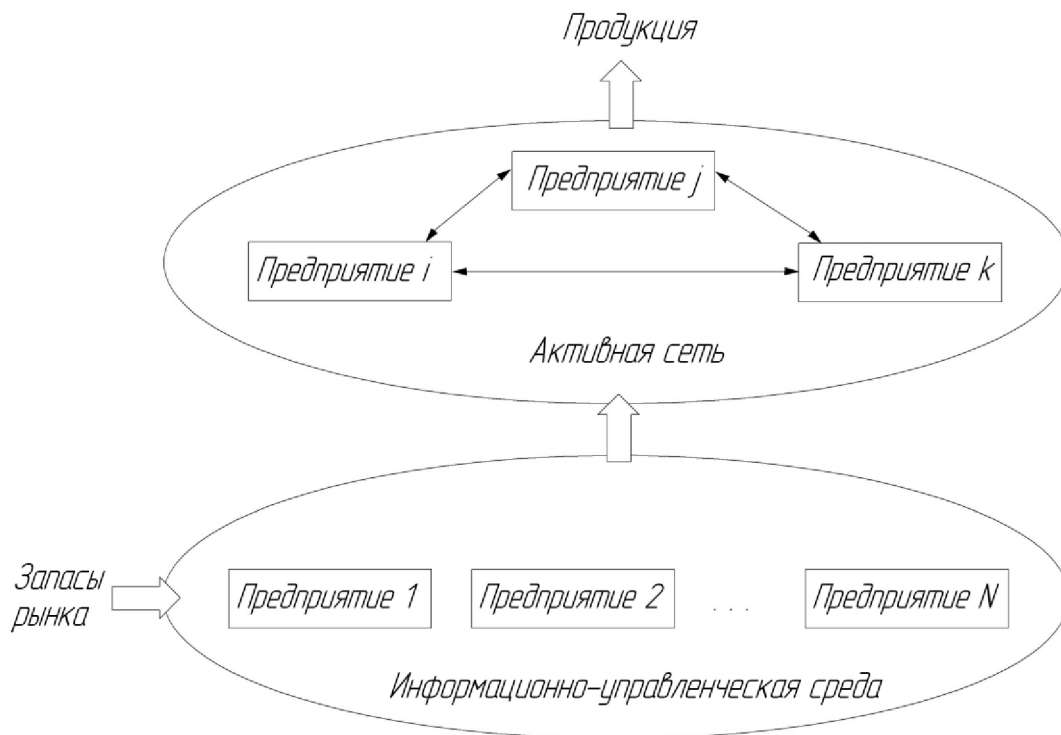 Продукция
Предприятие j
Предприятие i
Предприятие k
Активная сеть
Запасы
рынка
Предприятие 1
Предприятие 2
. . .
Предприятие N
Информационно-управленческая среда